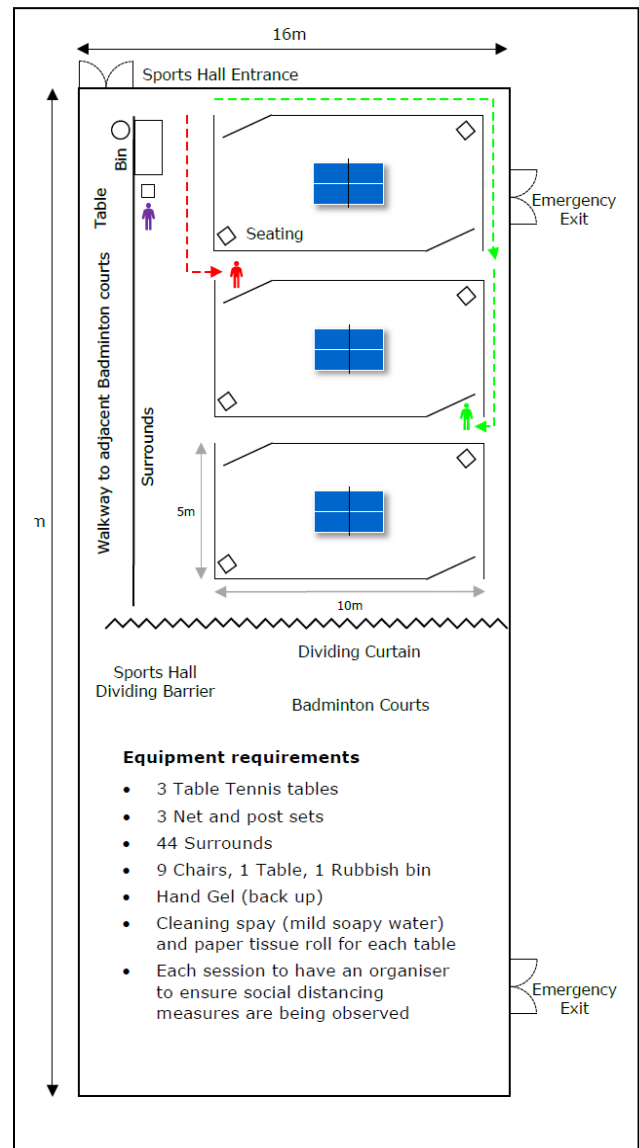 16m
Sports Hall Entrance
Bin
Table
Emergency
Exit
Seating
Walkway to adjacent Badminton courts
Surrounds
m
5m
10m
Dividing Curtain
Sports Hall
Dividing Barrier
Badminton Courts
Equipment requirements
• 3 Table Tennis tables
• 3 Net and post sets
• 44 Surrounds
• 9 Chairs, 1 Table, 1 Rubbish bin
• Hand Gel (back up)
• Cleaning spay (mild soapy water)
and paper tissue roll for each table
• Each session to have an organiser
to ensure social distancing
measures are being observed
Emergency
Exit